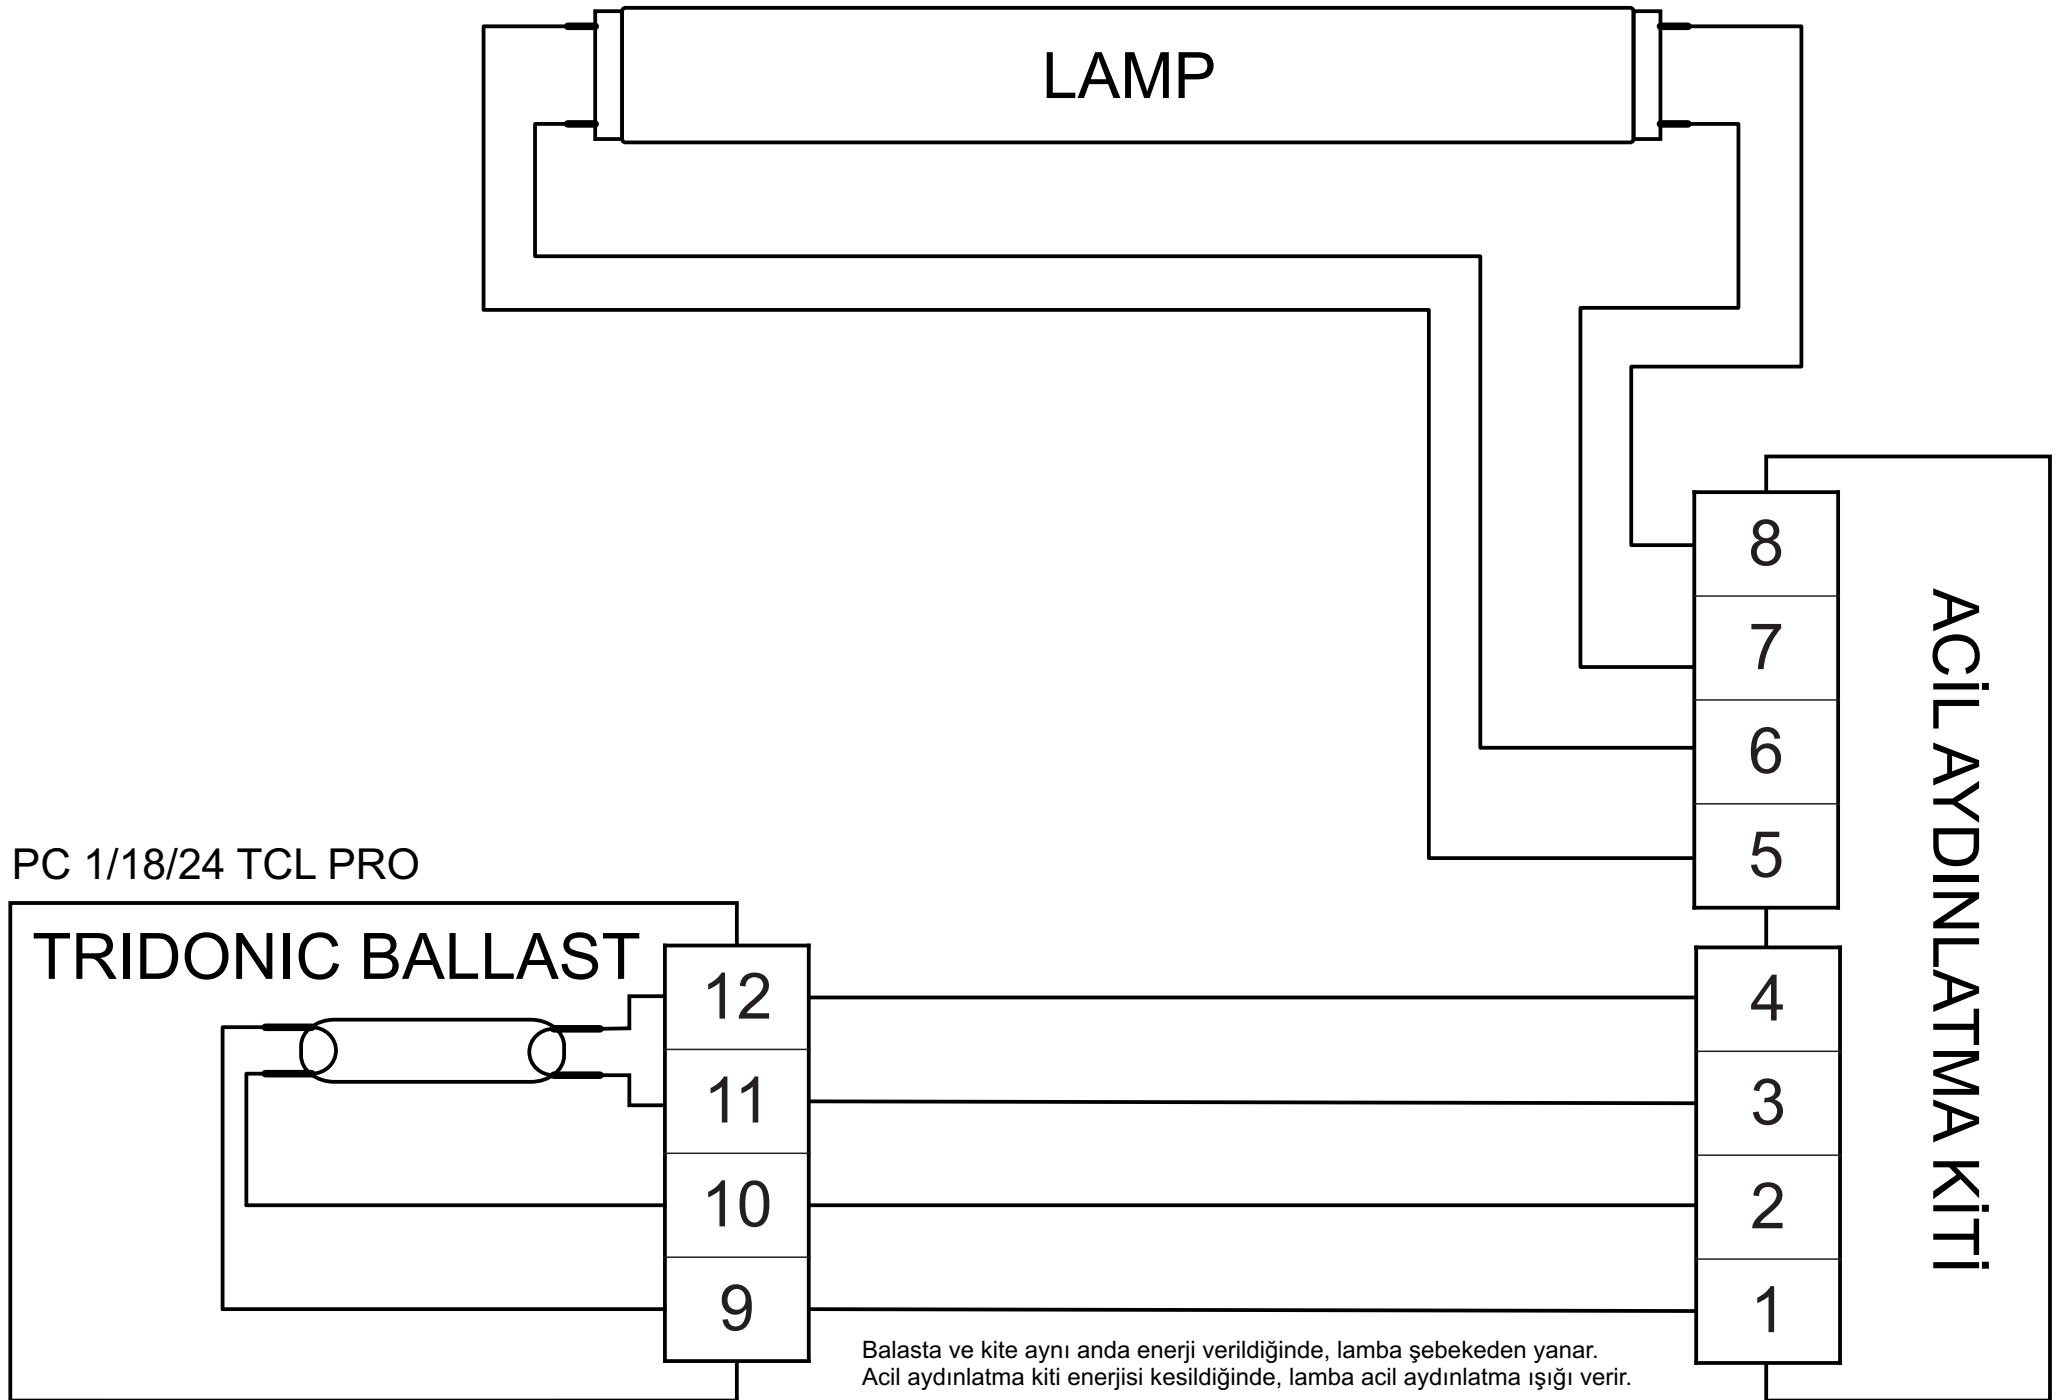 LAMP
8
7
6
5
ACİL AYDINLATMA KİTİ
PC 1/18/24 TCL PRO
TRIDONIC BALLAST
12
11
10
9
4
3
2
1
Balasta ve kite aynı anda enerji verildiğinde, lamba şebekeden yanar.
Acil aydınlatma kiti enerjisi kesildiğinde, lamba acil aydınlatma ışığı verir.